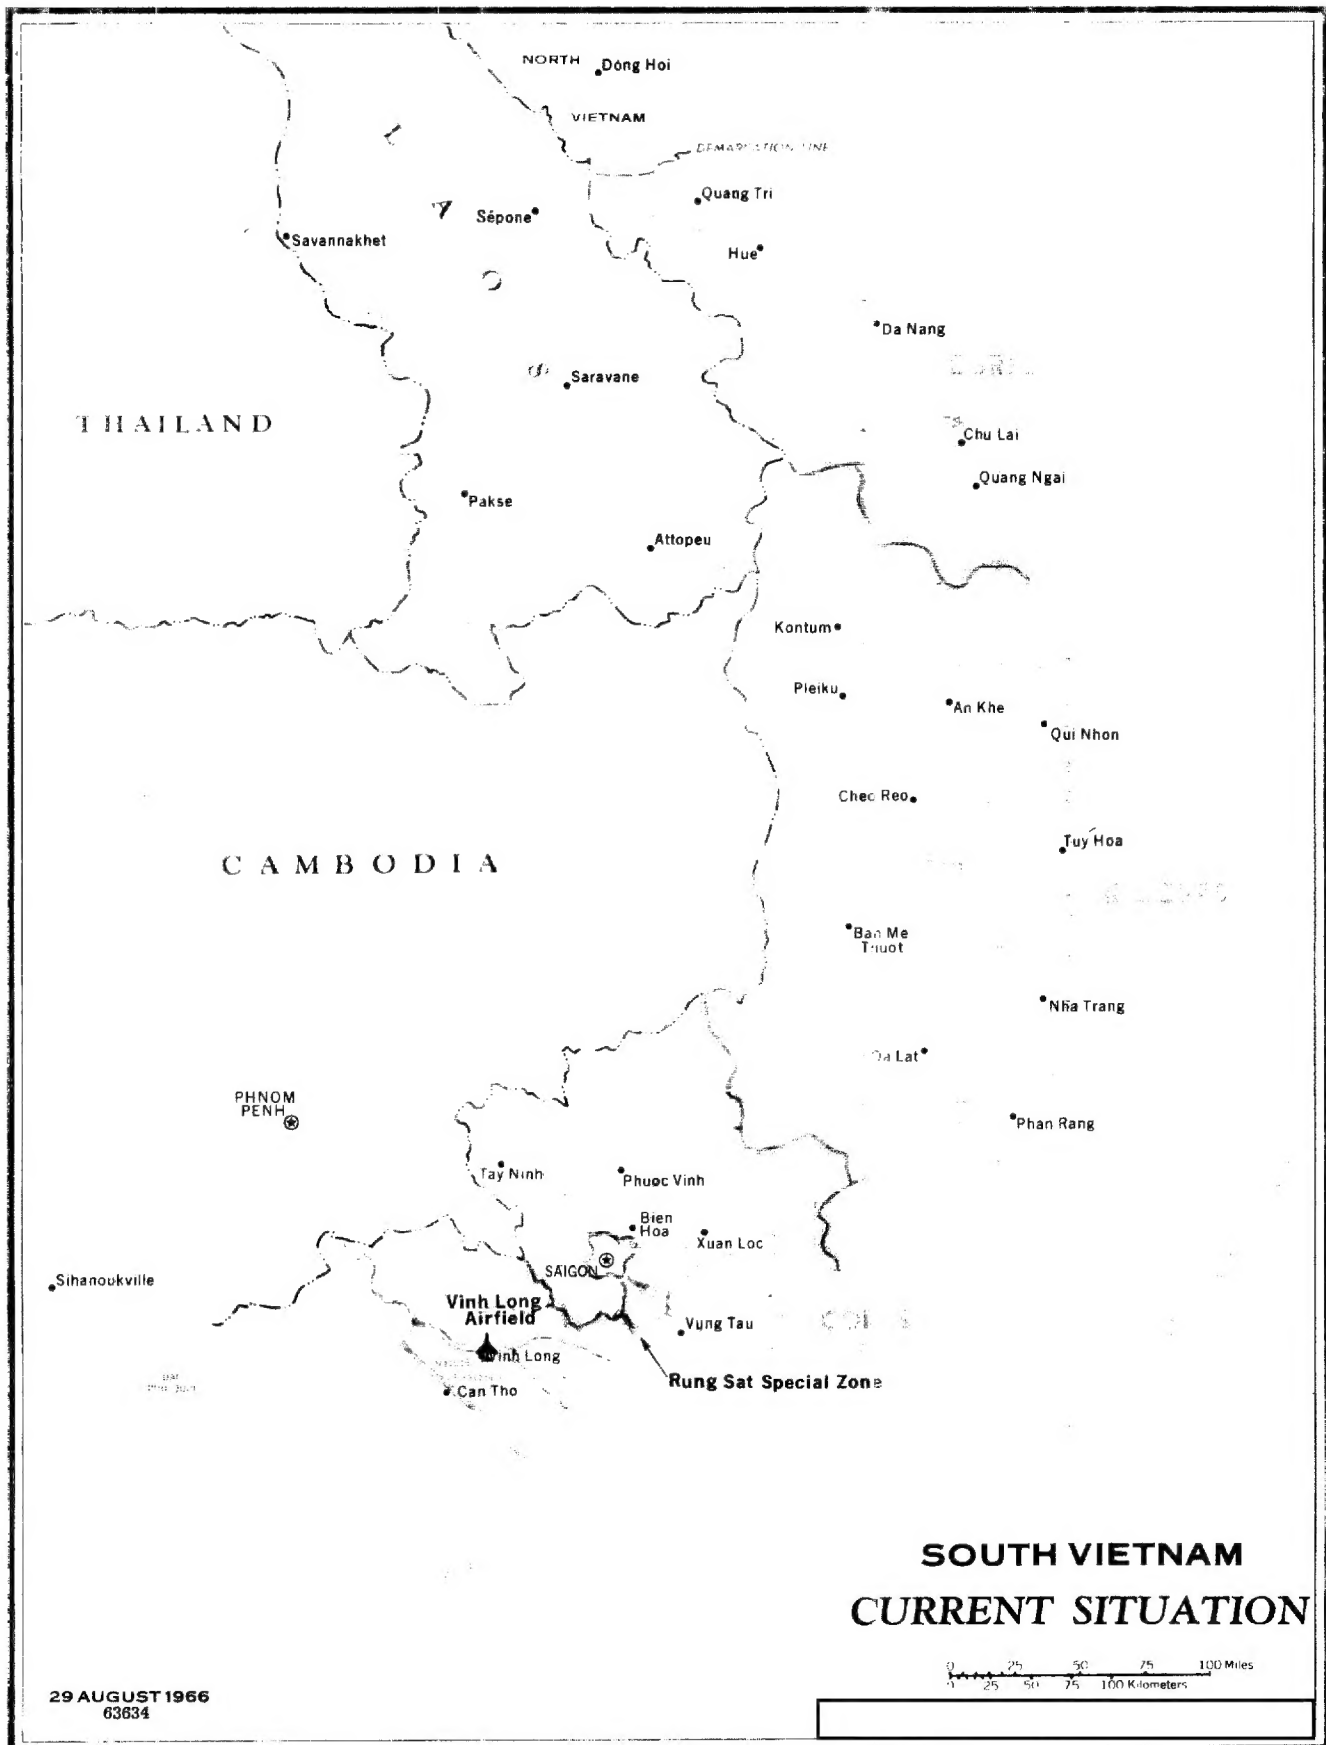 NORTH
Dong Hoi
VIETNAM
DEMARCATION LINE
L
A
O
S
Quang Tri
Sépone
Savannakhet
Hue
Da Nang
Saravane
THAILAND
Chu Lai
Quang Ngai
Pakse
Attopeu
Kontum
Pleiku
An Khe
Qui Nhon
Cheo Reo
Tuy Hoa
CAMBODIA
Ban Me
Thuot
Nha Trang
Da Lat
PHNOM
PENH
Phan Rang
Tay Ninh
Phuoc Vinh
Bien
Hoa
Xuan Loc
SAIGON
Sihanoukville
Vinh Long
Airfield
Vung Tau
Vinh Long
Rung Sat Special Zone
Can Tho
SOUTH VIETNAM
CURRENT SITUATION
0 25 50 75 100 Miles
0 25 50 75 100 Kilometers
29 AUGUST 1966
63634